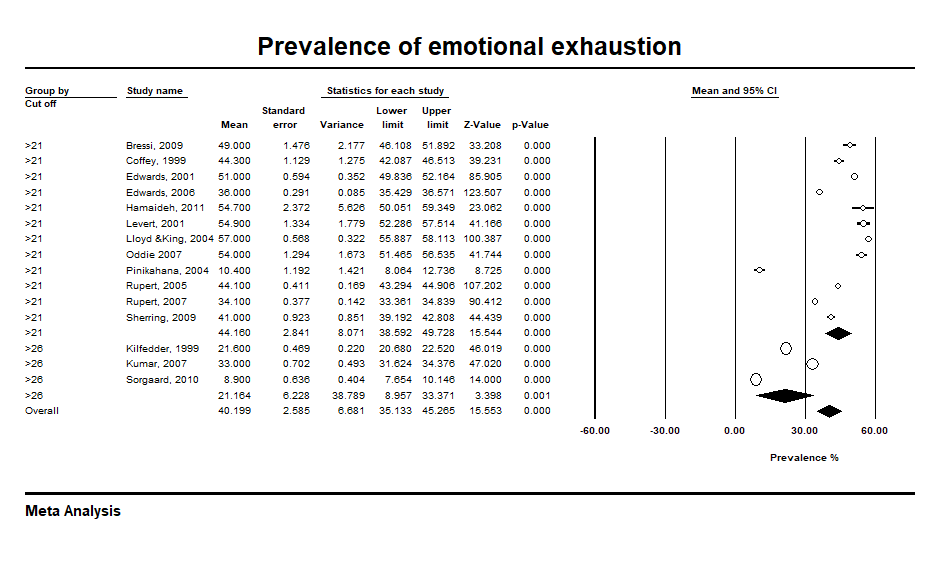 Prevalence of emotional exhaustion
Group by Study name Statistics for each study Mean and 95% CI
Cut off
Standard Lower Upper
Mean error Variance limit limit Z-Value p-Value
>21 Bressi, 2009 49.000 1.476 2.177 46.108 51.892 33.208 0.000
>21 Coffey, 1999 44.300 1.129 1.275 42.087 46.513 39.231 0.000
>21 Edwards, 2001 51.000 0.594 0.352 49.836 52.164 85.905 0.000
>21 Edwards, 2006 36.000 0.291 0.085 35.429 36.571 123.507 0.000
>21 Hamaideh, 2011 54.700 2.372 5.626 50.051 59.349 23.062 0.000
>21 Levert, 2001 54.900 1.334 1.779 52.286 57.514 41.166 0.000
>21 Lloyd &King, 2004 57.000 0.568 0.322 55.887 58.113 100.387 0.000
>21 Oddie 2007 54.000 1.294 1.673 51.465 56.535 41.744 0.000
>21 Pinikahana, 2004 10.400 1.192 1.421 8.064 12.736 8.725 0.000
>21 Rupert, 2005 44.100 0.411 0.169 43.294 44.906 107.202 0.000
>21 Rupert, 2007 34.100 0.377 0.142 33.361 34.839 90.412 0.000
>21 Sherring, 2009 41.000 0.923 0.851 39.192 42.808 44.439 0.000
>21 44.160 2.841 8.071 38.592 49.728 15.544 0.000
>26 Kilfedder, 1999 21.600 0.469 0.220 20.680 22.520 46.019 0.000
>26 Kumar, 2007 33.000 0.702 0.493 31.624 34.376 47.020 0.000
>26 Sorgaard, 2010 8.900 0.636 0.404 7.654 10.146 14.000 0.000
>26 21.164 6.228 38.789 8.957 33.371 3.398 0.001
Overall 40.199 2.585 6.681 35.133 45.265 15.553 0.000
-60.00 -30.00 0.00 30.00 60.00
Prevalence %
Meta Analysis